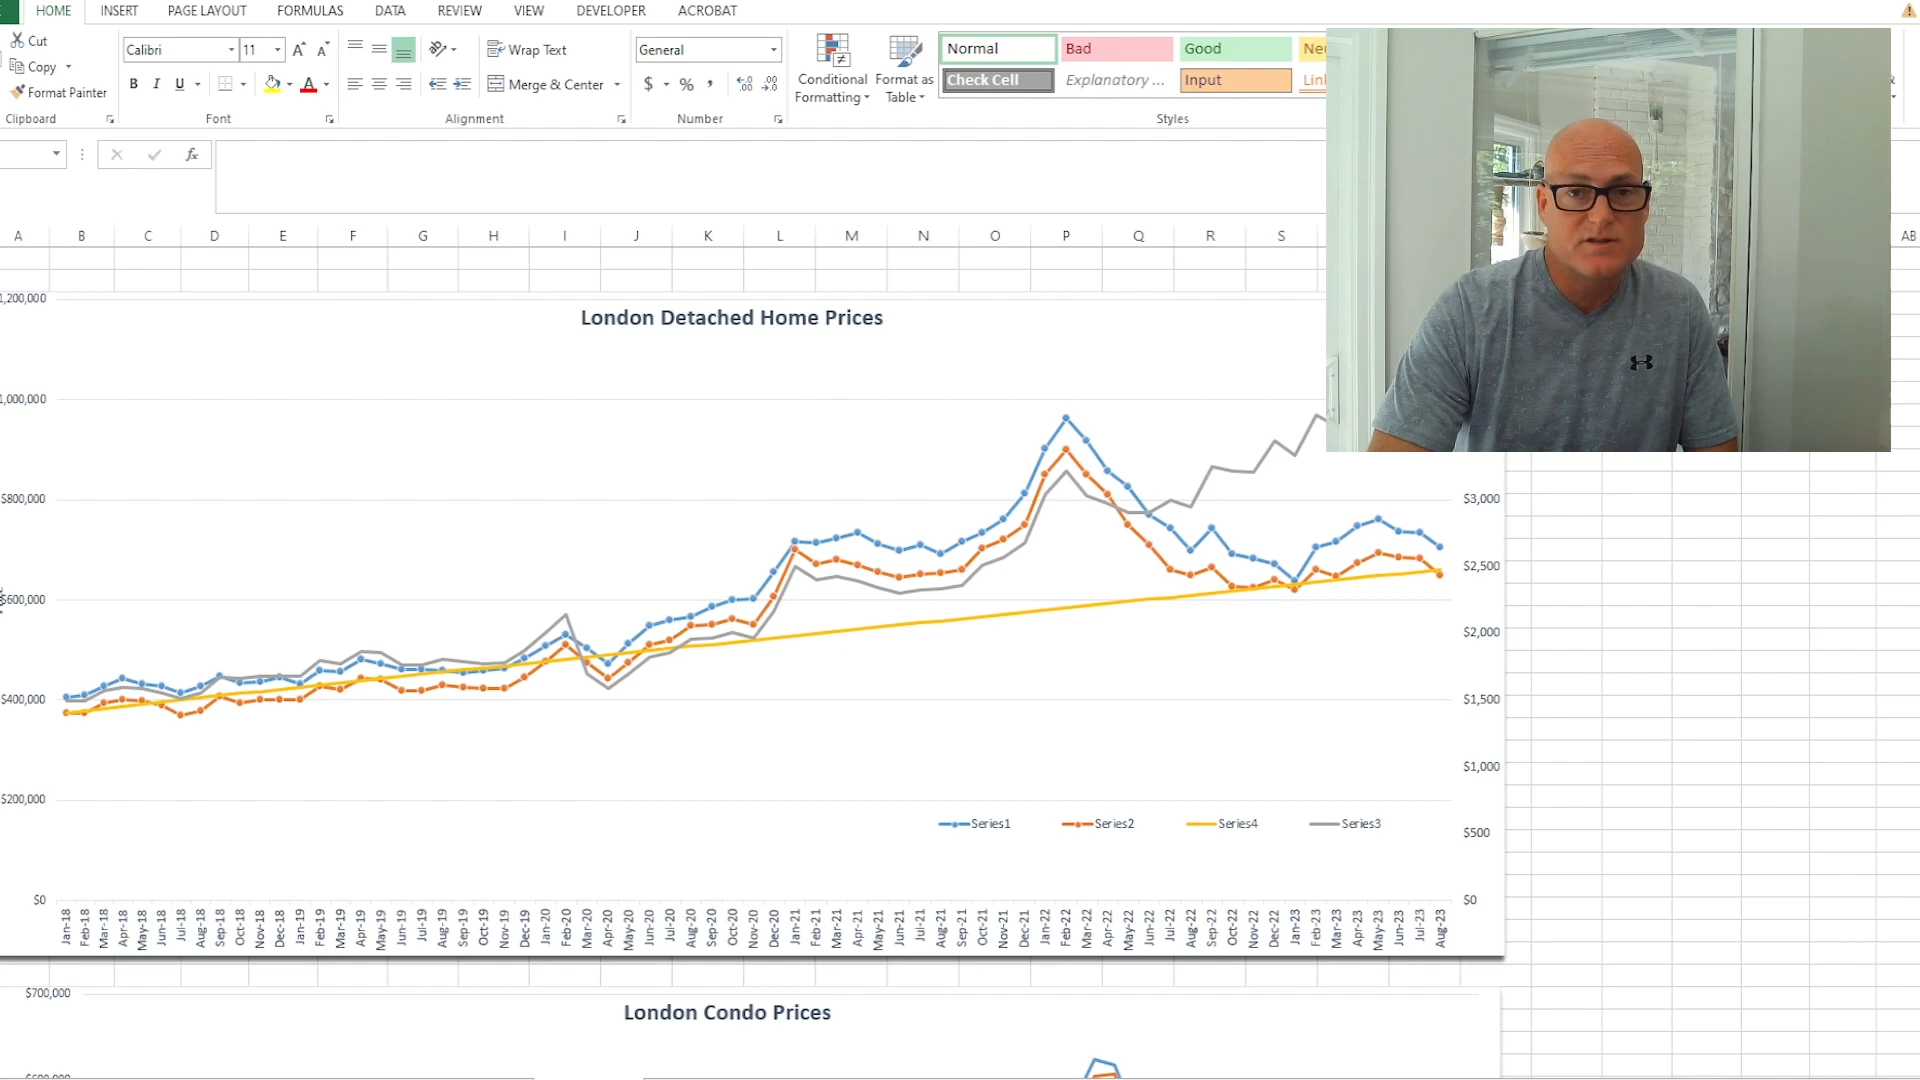 HOME INSERT PAGE LAYOUT FORMULAS DATA REVIEW VIEW DEVELOPER ACROBAT
Cut
Copy
Format Painter
Clipboard
Calibri 11
B I U
Font
Wrap Text
Merge & Center
Alignment
General
$ % ,
Number
Conditional Formatting
Format as Table
Normal Bad Good
Check Cell Explanatory ... Input
Styles
fx
A B C D E F G H I J K L M N O P Q R S AB
London Detached Home Prices
1,200,000
1,000,000
$800,000
$600,000
$400,000
$200,000
$0
$3,000
$2,500
$2,000
$1,500
$1,000
$500
$0
Series1 Series2 Series4 Series3
Jan-18 Feb-18 Mar-18 Apr-18 May-18 Jun-18 Jul-18 Aug-18 Sep-18 Oct-18 Nov-18 Dec-18 Jan-19 Feb-19 Mar-19 Apr-19 May-19 Jun-19 Jul-19 Aug-19 Sep-19 Oct-19 Nov-19 Dec-19 Jan-20 Feb-20 Mar-20 Apr-20 May-20 Jun-20 Jul-20 Aug-20 Sep-20 Oct-20 Nov-20 Dec-20 Jan-21 Feb-21 Mar-21 Apr-21 May-21 Jun-21 Jul-21 Aug-21 Sep-21 Oct-21 Nov-21 Dec-21 Jan-22 Feb-22 Mar-22 Apr-22 May-22 Jun-22 Jul-22 Aug-22 Sep-22 Oct-22 Nov-22 Dec-22 Jan-23 Feb-23 Mar-23 Apr-23 May-23 Jun-23 Jul-23 Aug-23
$700,000
London Condo Prices